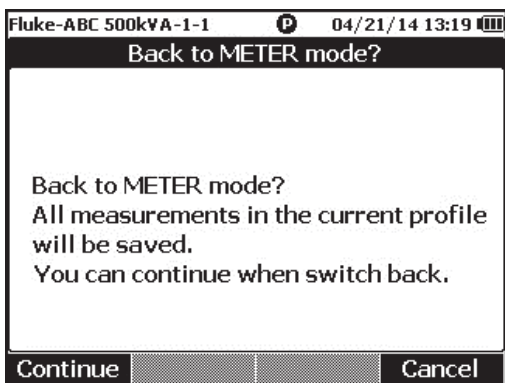 Fluke-ABC 500kVA-1-1 P 04/21/14 13:19
Back to METER mode?
Back to METER mode?
All measurements in the current profile
will be saved.
You can continue when switch back.
Continue Cancel